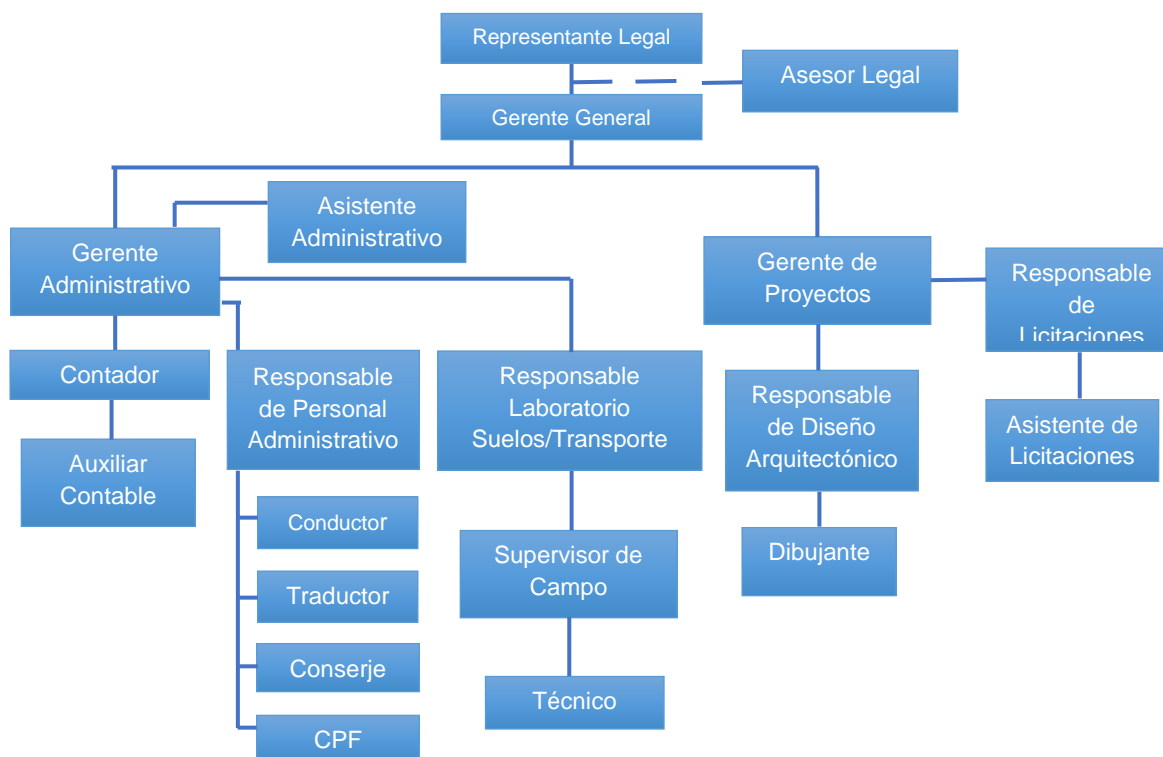 Representante Legal
Asesor Legal
Gerente General
Asistente
Administrativo
Gerente
Administrativo
Gerente de
Proyectos
Responsable
de
Licitaciones
Contador
Responsable
de Personal
Administrativo
Responsable
Laboratorio
Suelos/Transporte
Responsable
de Diseño
Arquitectónico
Asistente de
Licitaciones
Auxiliar
Contable
Conductor
Traductor
Conserje
CPF
Supervisor de
Campo
Técnico
Dibujante